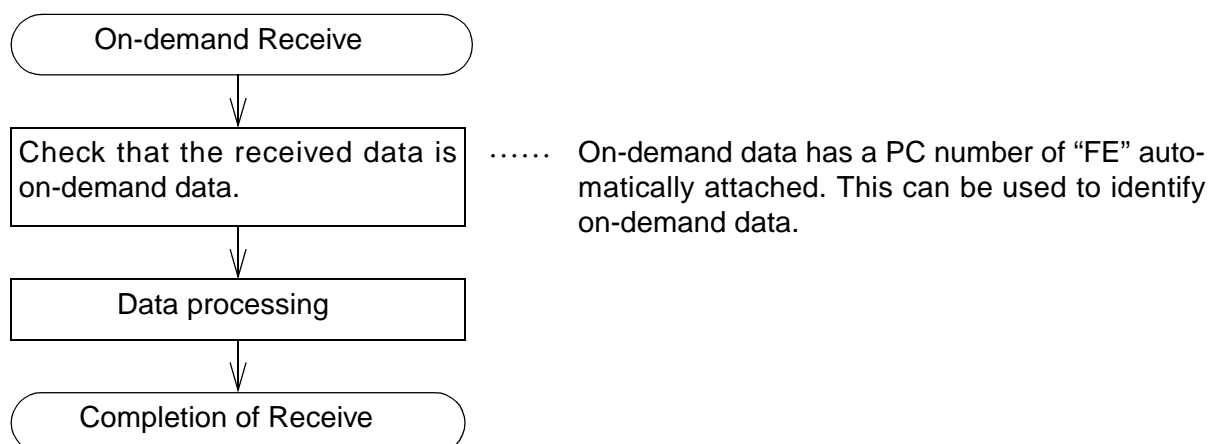 On-demand Receive
Check that the received data is
on-demand data.
...... On-demand data has a PC number of “FE” auto-
matically attached. This can be used to identify
on-demand data.
Data processing
Completion of Receive